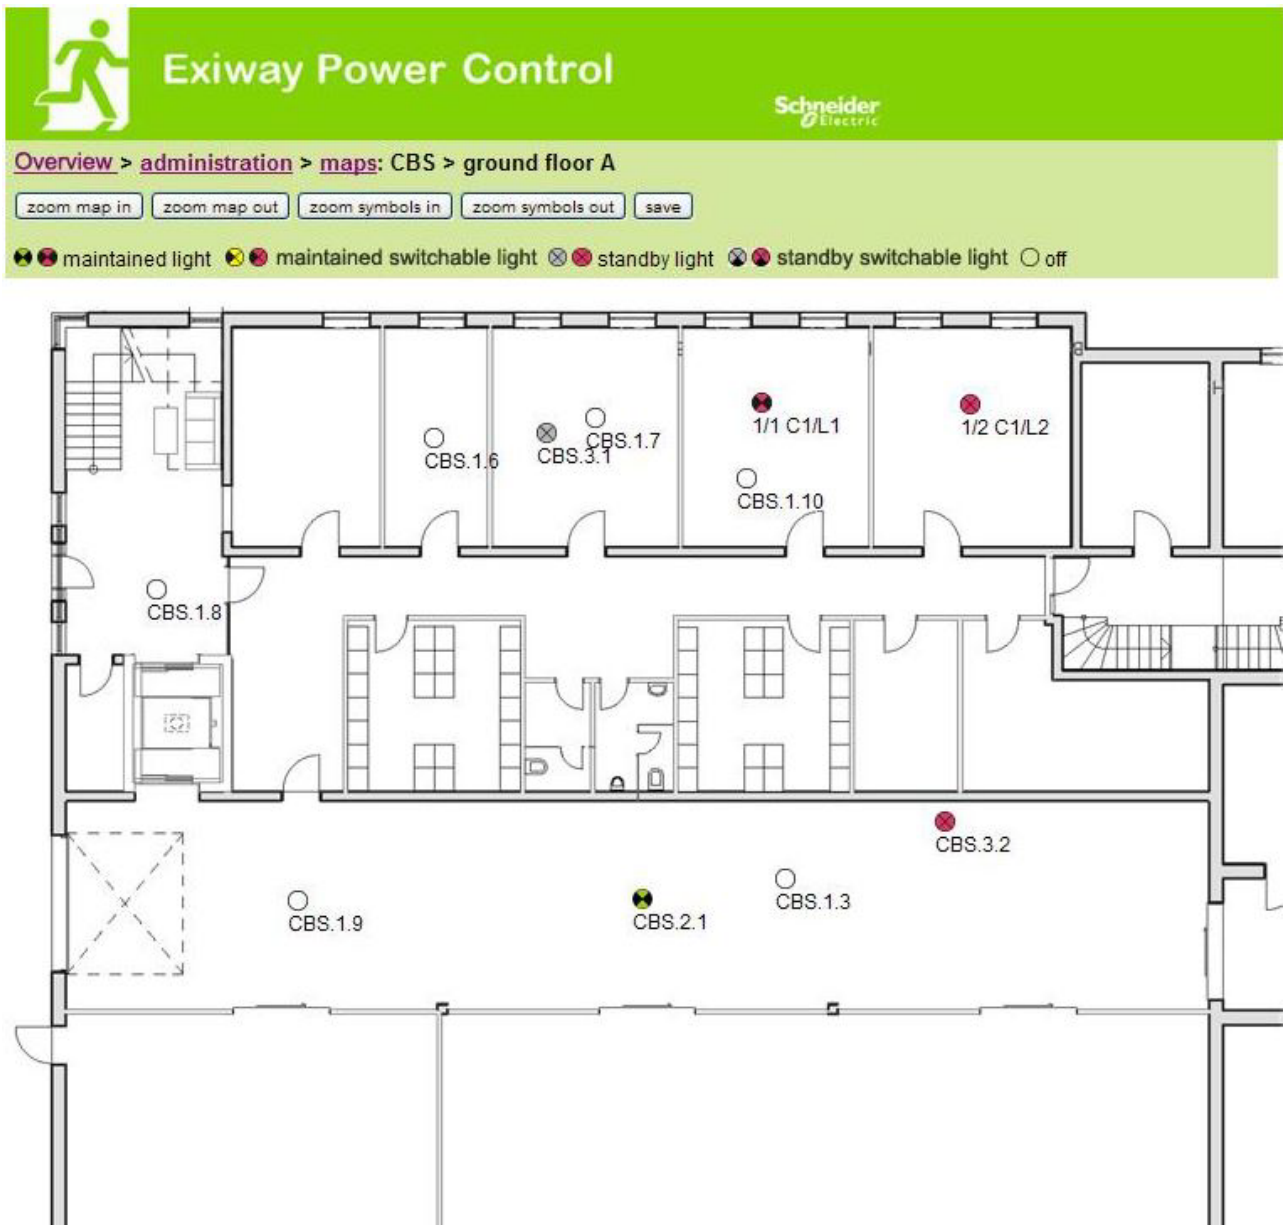 Exiway Power Control
Schneider
Electric
Overview > administration > maps: CBS > ground floor A
zoom map in zoom map out zoom symbols in zoom symbols out save
maintained light maintained switchable light standby light standby switchable light off
1/1 C1/L1
1/2 C1/L2
CBS.1.7
CBS.1.6
CBS.3.1
CBS.1.10
CBS.1.8
CBS.3.2
CBS.1.3
CBS.1.9
CBS.2.1